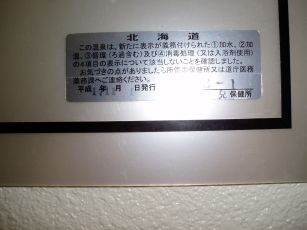 北海道
この温泉は、新たに表示が義務付けられた①加水、②加
温、③循環（ろ過含む）及び④消毒処理（又は入浴剤使用）
の4項目の表示について該当しないことを確認しました。
お気づきの点がありましたら所管の保健所又は道庁医務
薬務課へご連絡ください。
平成 年 月 日発行
保健所